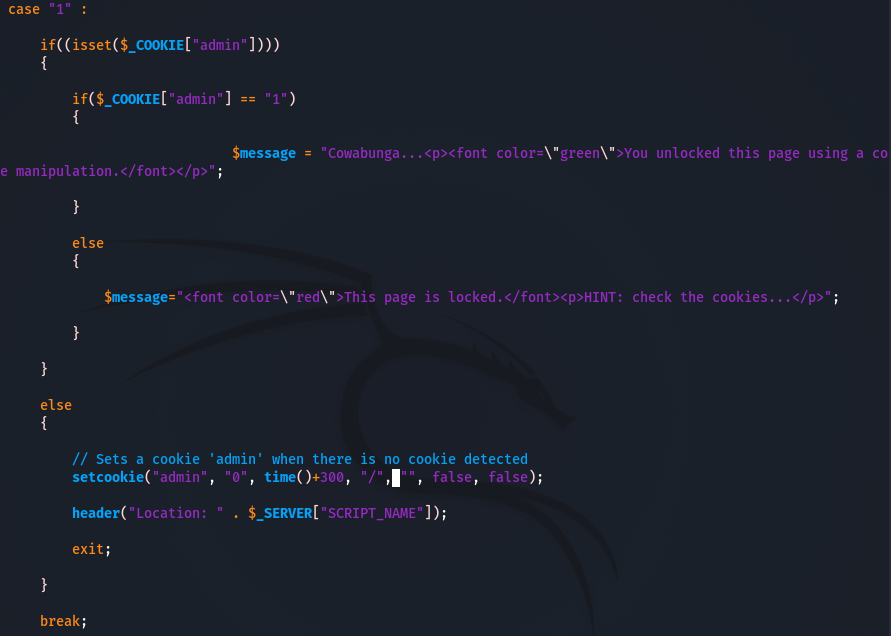 case "1" :
if((isset($_COOKIE["admin"])))
{
if($_COOKIE["admin"] == "1")
{
$message = "Cowabunga...<p><font color=\"green\">You unlocked this page using a co
e manipulation.</font></p>";
}
else
{
$message="<font color=\"red\">This page is locked.</font><p>HINT: check the cookies...</p>";
}
}
else
{
// Sets a cookie 'admin' when there is no cookie detected
setcookie("admin", "0", time()+300, "/", "", false, false);
header("Location: " . $_SERVER["SCRIPT_NAME"]);
exit;
}
break;